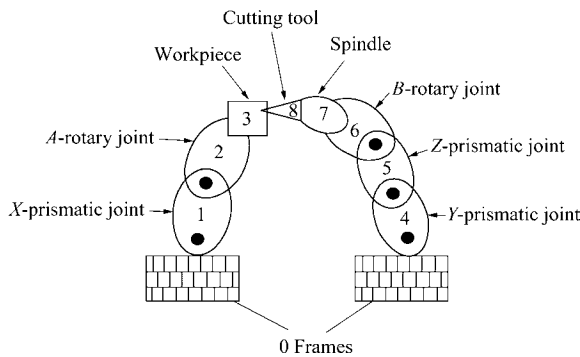 Cutting tool
Workpiece
Spindle
B-rotary joint
A-rotary joint
Z-prismatic joint
X-prismatic joint
Y-prismatic joint
3
8
7
6
2
5
1
4
0 Frames